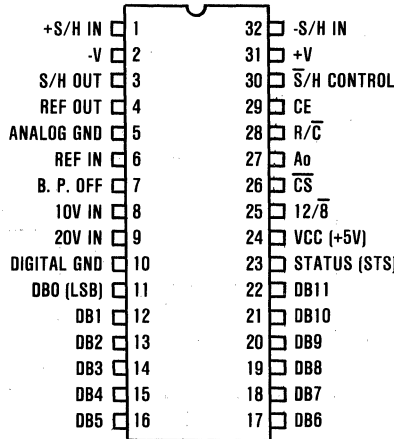 +S/H IN 1 32 -S/H IN
-V 2 31 +V
S/H OUT 3 30 S̅/H CONTROL
REF OUT 4 29 CE
ANALOG GND 5 28 R/C̅
REF IN 6 27 Ao
B. P. OFF 7 26 C̅S̅
10V IN 8 25 12/8̅
20V IN 9 24 VCC (+5V)
DIGITAL GND 10 23 STATUS (STS)
DB0 (LSB) 11 22 DB11
DB1 12 21 DB10
DB2 13 20 DB9
DB3 14 19 DB8
DB4 15 18 DB7
DB5 16 17 DB6